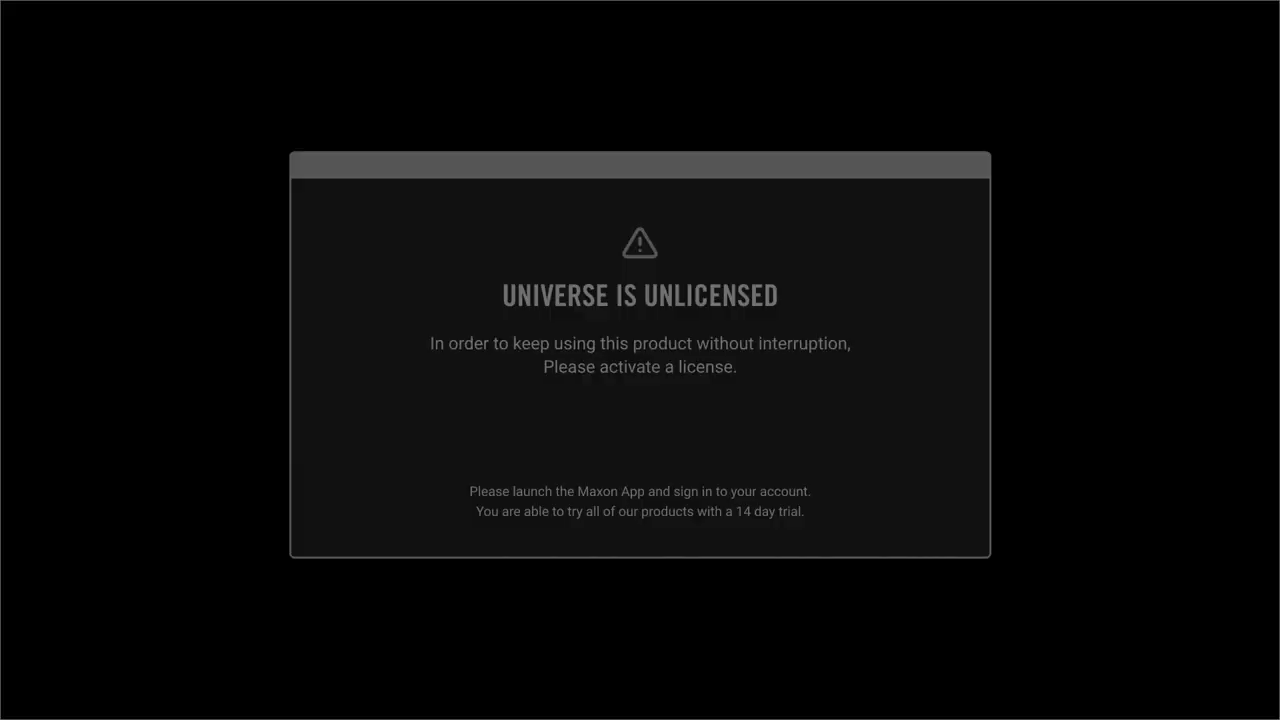 UNIVERSE IS UNLICENSED
In order to keep using this product without interruption,
Please activate a license.
Please launch the Maxon App and sign in to your account.
You are able to try all of our products with a 14 day trial.